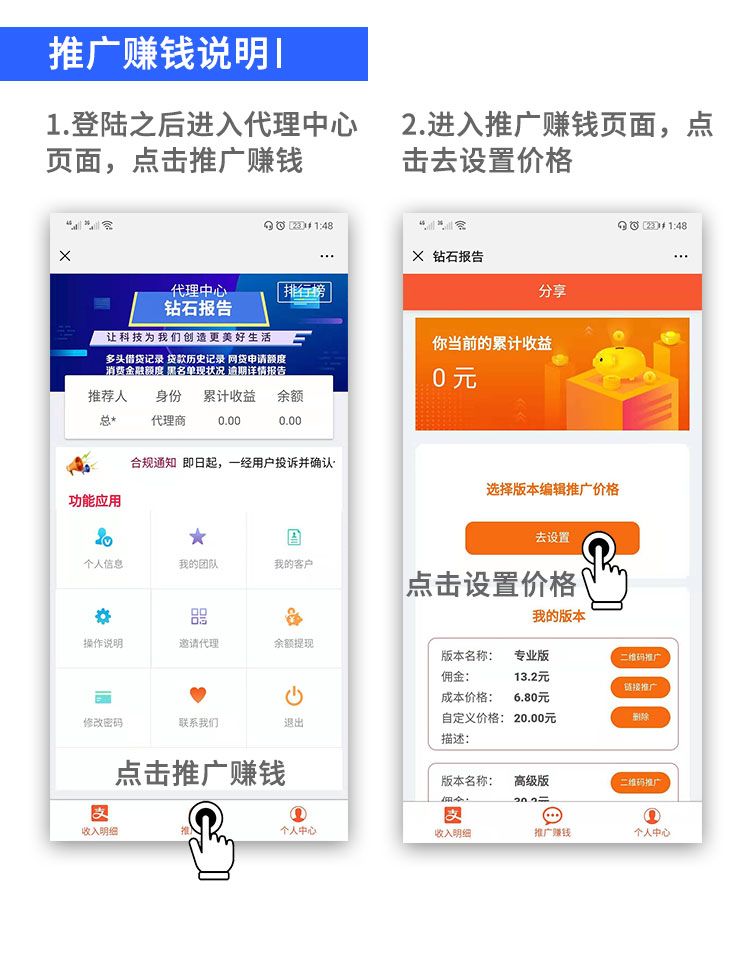 推广赚钱说明
1.登陆之后进入代理中心
页面，点击推广赚钱
2.进入推广赚钱页面，点
击去设置价格
23 1:48
代理中心
排行榜
钻石报告
让科技为我们创造更美好生活
多头借贷记录 贷款历史记录 网贷申请额度
消费金融额度 黑名单现状况 逾期详情报告
推荐人 身份 累计收益 余额
总* 代理商 0.00 0.00
合规通知 即日起，一经用户投诉并确认
功能应用
个人信息 我的团队 我的客户
操作说明 邀请代理 余额提现
修改密码 联系我们 退出
点击推广赚钱
收入明细 推 个人中心
23 1:48
钻石报告
分享
你当前的累计收益
0 元
选择版本编辑推广价格
去设置
点击设置价格
我的版本
版本名称： 专业版
二维码推广
佣金： 13.2元
链接推广
成本价格： 6.80元
自定义价格： 20.00元
删除
描述：
版本名称： 高级版
二维码推广
收入明细 推广赚钱 个人中心